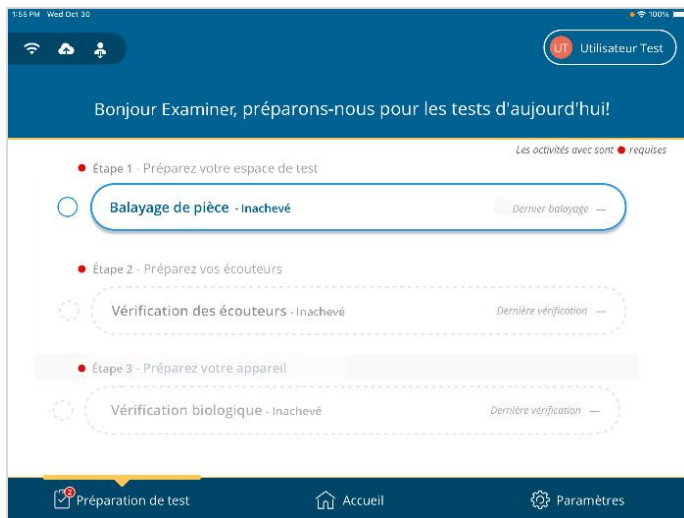 1:55 PM Wed Oct 30
100%
UT Utilisateur Test
Bonjour Examiner, préparons-nous pour les tests d'aujourd'hui!
Les activités avec sont requises
Étape 1 - Préparez votre espace de test
Balayage de pièce - Inachevé Dernier balayage —
Étape 2 - Préparez vos écouteurs
Vérification des écouteurs - Inachevé Dernière vérification —
Étape 3 - Préparez votre appareil
Vérification biologique - Inachevé Dernière vérification —
2 Préparation de test Accueil Paramètres